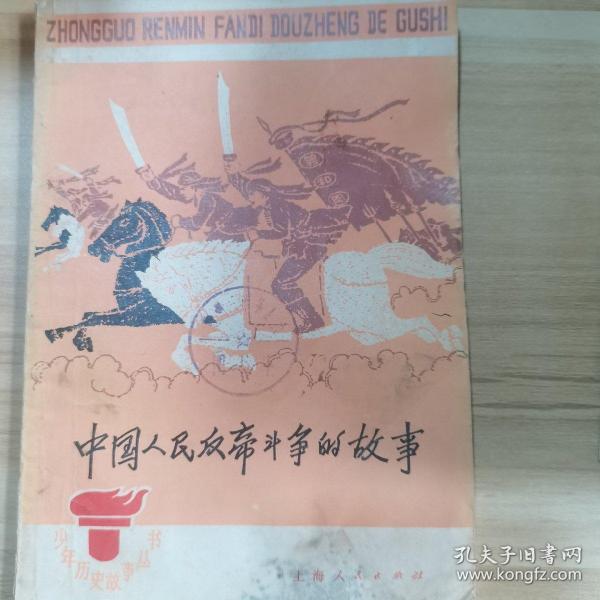 ZHONGGUO RENMIN FANDI DOUZHENG DE GUSHI
中国人民反帝斗争的故事
少年历史故事丛书
上海人民出版社
孔夫子旧书网
www.kongfz.com